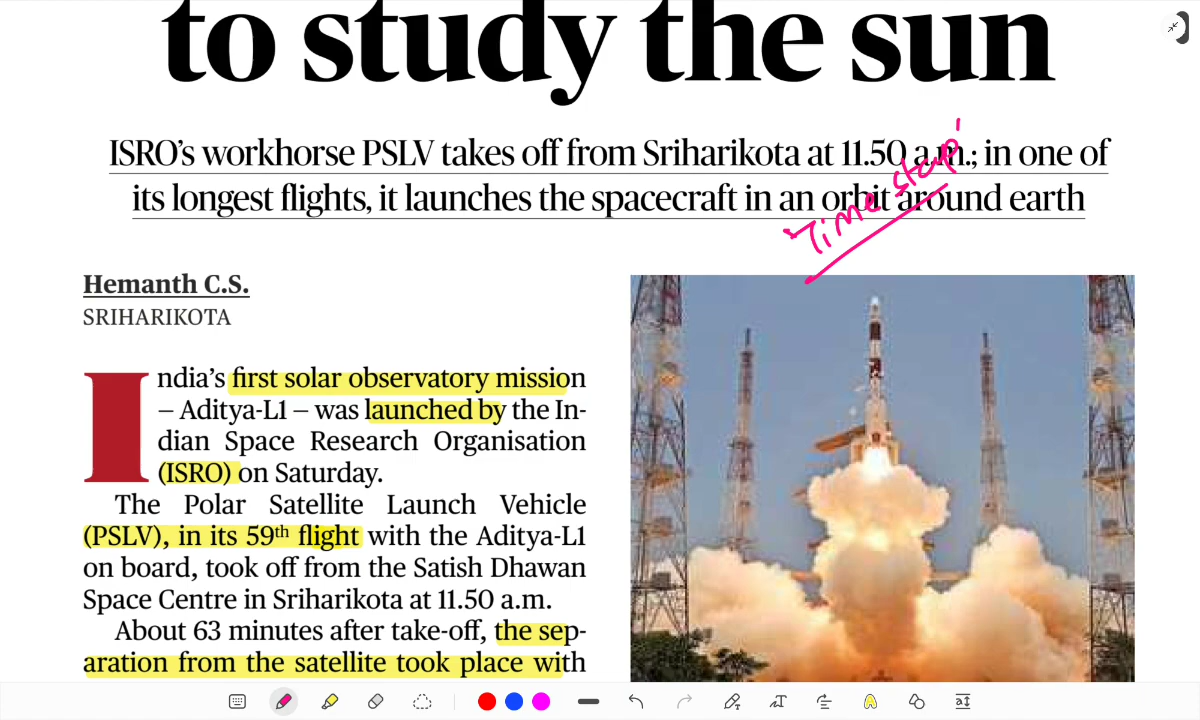 to study the sun
ISRO’s workhorse PSLV takes off from Sriharikota at 11.50 a.m.; in one of
its longest flights, it launches the spacecraft in an orbit around earth
Time stap
Hemanth C.S.
SRIHARIKOTA
India’s first solar observatory mission
– Aditya-L1 – was launched by the In-
dian Space Research Organisation
(ISRO) on Saturday.
The Polar Satellite Launch Vehicle
(PSLV), in its 59th flight with the Aditya-L1
on board, took off from the Satish Dhawan
Space Centre in Sriharikota at 11.50 a.m.
About 63 minutes after take-off, the sep-
aration from the satellite took place with